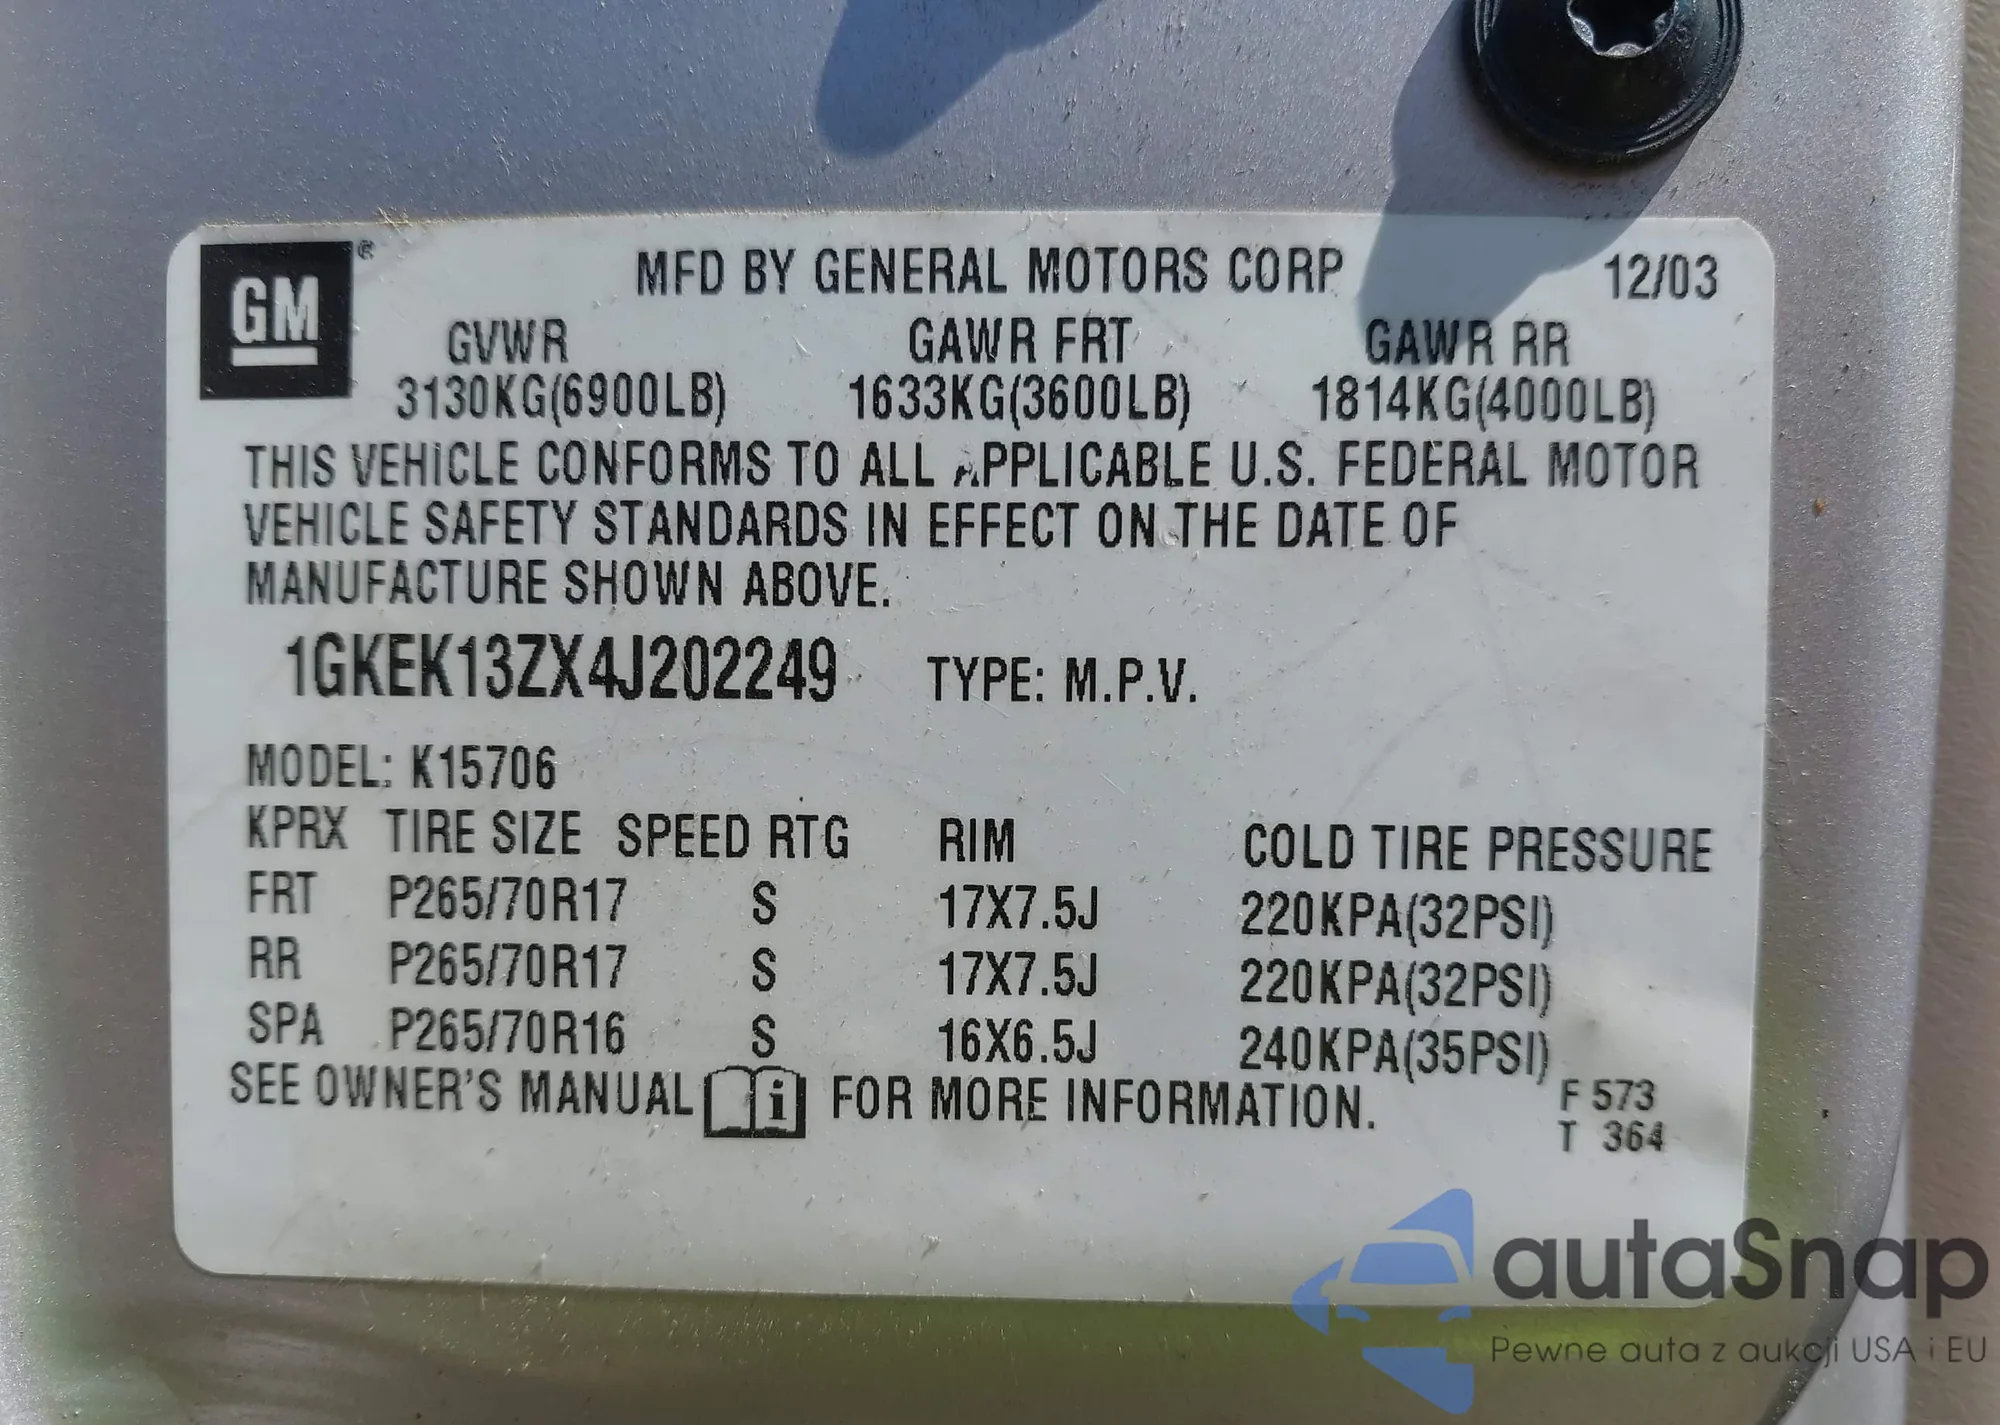 GM®
MFD BY GENERAL MOTORS CORP 12/03
GVWR GAWR FRT GAWR RR
3130KG(6900LB) 1633KG(3600LB) 1814KG(4000LB)
THIS VEHICLE CONFORMS TO ALL APPLICABLE U.S. FEDERAL MOTOR
VEHICLE SAFETY STANDARDS IN EFFECT ON THE DATE OF
MANUFACTURE SHOWN ABOVE.
1GKEK13ZX4J202249 TYPE: M.P.V.
MODEL: K15706
KPRX TIRE SIZE SPEED RTG RIM COLD TIRE PRESSURE
FRT P265/70R17 S 17X7.5J 220KPA(32PSI)
RR P265/70R17 S 17X7.5J 220KPA(32PSI)
SPA P265/70R16 S 16X6.5J 240KPA(35PSI)
SEE OWNER'S MANUAL i FOR MORE INFORMATION.
F 573
T 364
autaSnap
Pewne auta z aukcji USA i EU